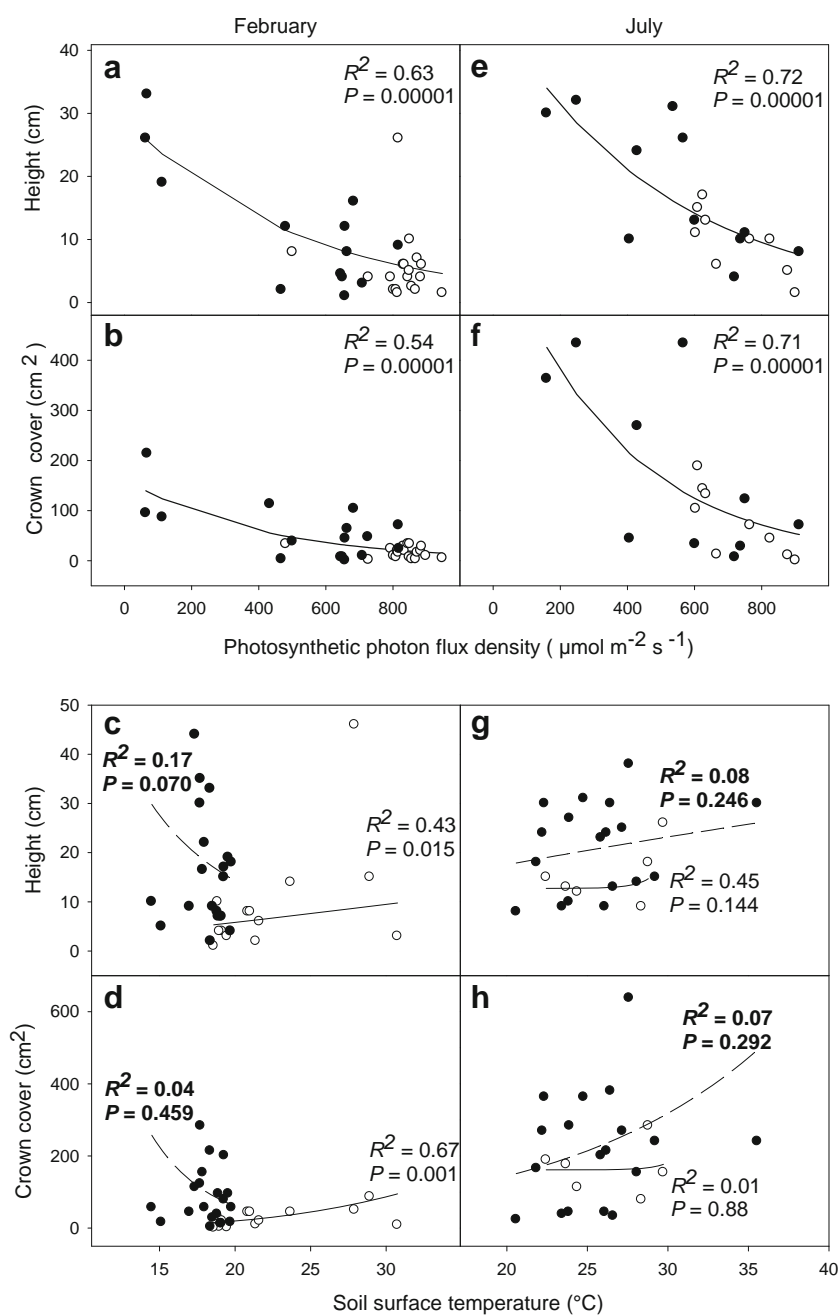 February
July
a
R² = 0.63
P = 0.00001
e
R² = 0.72
P = 0.00001
Height (cm)
40
30
20
10
0
b
R² = 0.54
P = 0.00001
f
R² = 0.71
P = 0.00001
Crown cover (cm²)
400
300
200
100
0
0 200 400 600 800
0 200 400 600 800
Photosynthetic photon flux density ( µmol m⁻² s⁻¹)
c
R² = 0.17
P = 0.070
R² = 0.43
P = 0.015
g
R² = 0.08
P = 0.246
R² = 0.45
P = 0.144
Height (cm)
50
40
30
20
10
0
d
R² = 0.04
P = 0.459
R² = 0.67
P = 0.001
h
R² = 0.07
P = 0.292
R² = 0.01
P = 0.88
Crown cover (cm²)
600
400
200
0
15 20 25 30
20 25 30 35 40
Soil surface temperature (°C)